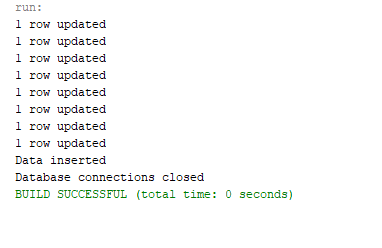 run:
1 row updated
1 row updated
1 row updated
1 row updated
1 row updated
1 row updated
1 row updated
1 row updated
Data inserted
Database connections closed
BUILD SUCCESSFUL (total time: 0 seconds)